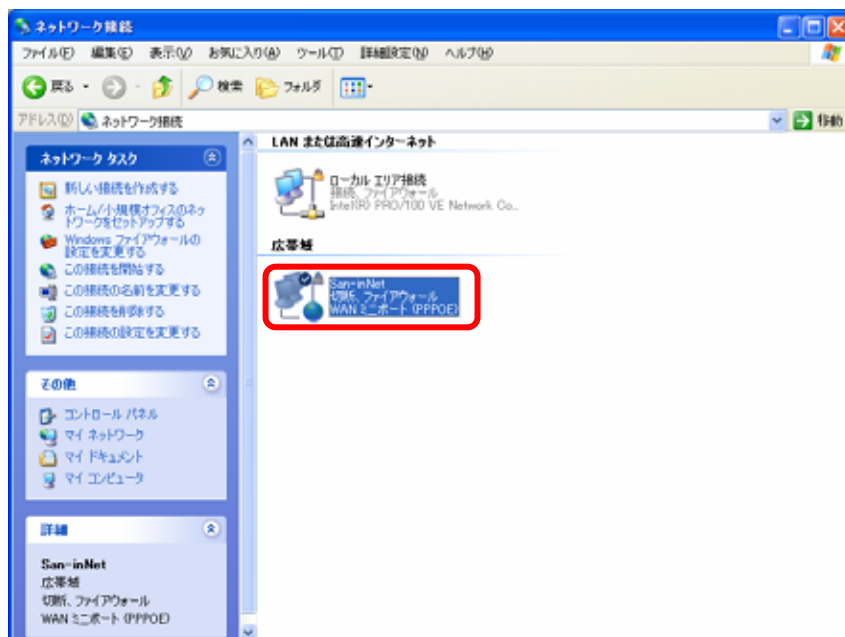 ネットワーク接続
ファイル(F) 編集(E) 表示(V) お気に入り(A) ツール(T) 詳細設定(N) ヘルプ(H)
戻る 検索 フォルダ
アドレス(D) ネットワーク接続 移動
ネットワーク タスク
新しい接続を作成する
ホーム/小規模オフィスのネッ
トワークをセットアップする
Windows ファイアウォールの
設定を変更する
この接続を開始する
この接続の名前を変更する
この接続を削除する
この接続の設定を変更する
その他
コントロール パネル
マイ ネットワーク
マイ ドキュメント
マイ コンピュータ
詳細
San-inNet
広帯域
切断、ファイアウォール
WAN ミニポート (PPPOE)
LAN または高速インターネット
ローカル エリア接続
接続、ファイアウォール
Intel(R) PRO/100 VE Network Co...
広帯域
San-inNet
切断、ファイアウォール
WAN ミニポート (PPPOE)